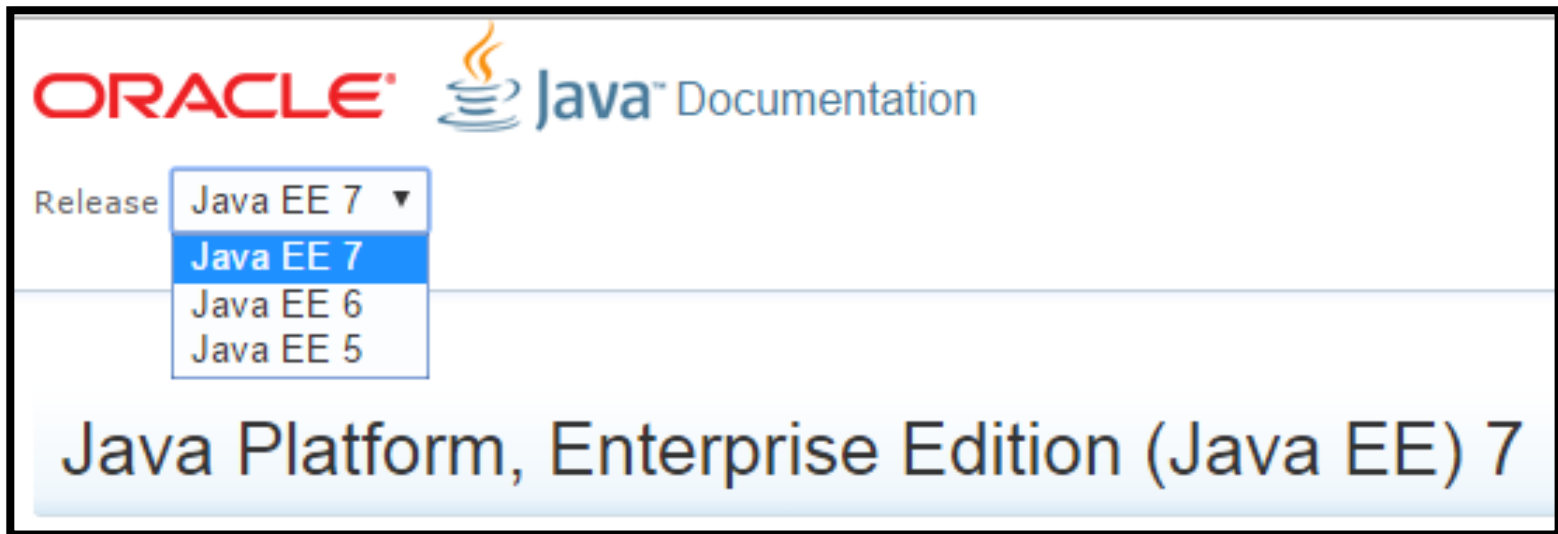 ORACLE® Java™ Documentation
Release Java EE 7 ▼
Java EE 7
Java EE 6
Java EE 5
Java Platform, Enterprise Edition (Java EE) 7